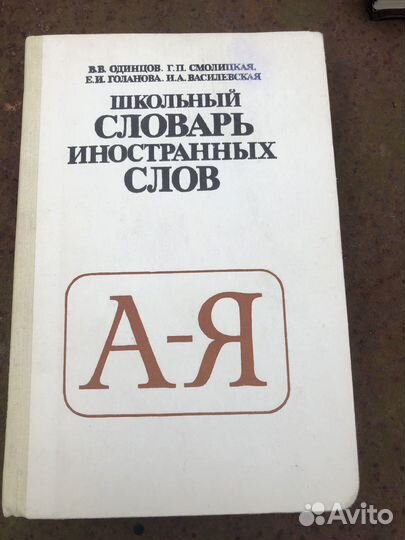 В.В. ОДИНЦОВ. Г.П. СМОЛИЦКАЯ.
Е.И. ГОЛАНОВА. И.А. ВАСИЛЕВСКАЯ
ШКОЛЬНЫЙ
СЛОВАРЬ
ИНОСТРАННЫХ
СЛОВ
А-Я
Avito